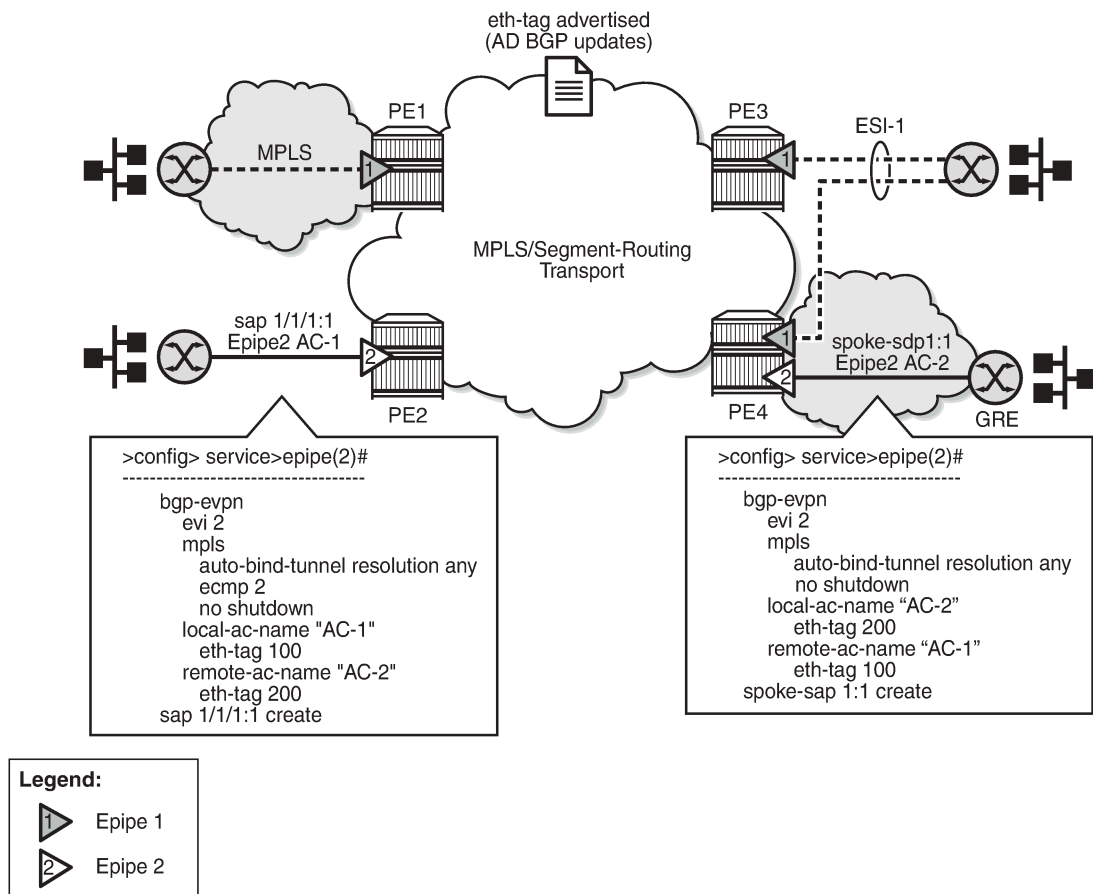 eth-tag advertised
(AD BGP updates)
PE1
PE3
ESI-1
MPLS
1
1
MPLS/Segment-Routing
Transport
sap 1/1/1:1
Epipe2 AC-1
2
PE2
1
2
PE4
spoke-sdp1:1
Epipe2 AC-2
GRE
>config> service>epipe(2)#
----------------------------------
bgp-evpn
evi 2
mpls
auto-bind-tunnel resolution any
ecmp 2
no shutdown
local-ac-name "AC-1"
eth-tag 100
remote-ac-name "AC-2"
eth-tag 200
sap 1/1/1:1 create
>config> service>epipe(2)#
----------------------------------
bgp-evpn
evi 2
mpls
auto-bind-tunnel resolution any
no shutdown
local-ac-name “AC-2”
eth-tag 200
remote-ac-name “AC-1”
eth-tag 100
spoke-sap 1:1 create
Legend:
1 Epipe 1
2 Epipe 2